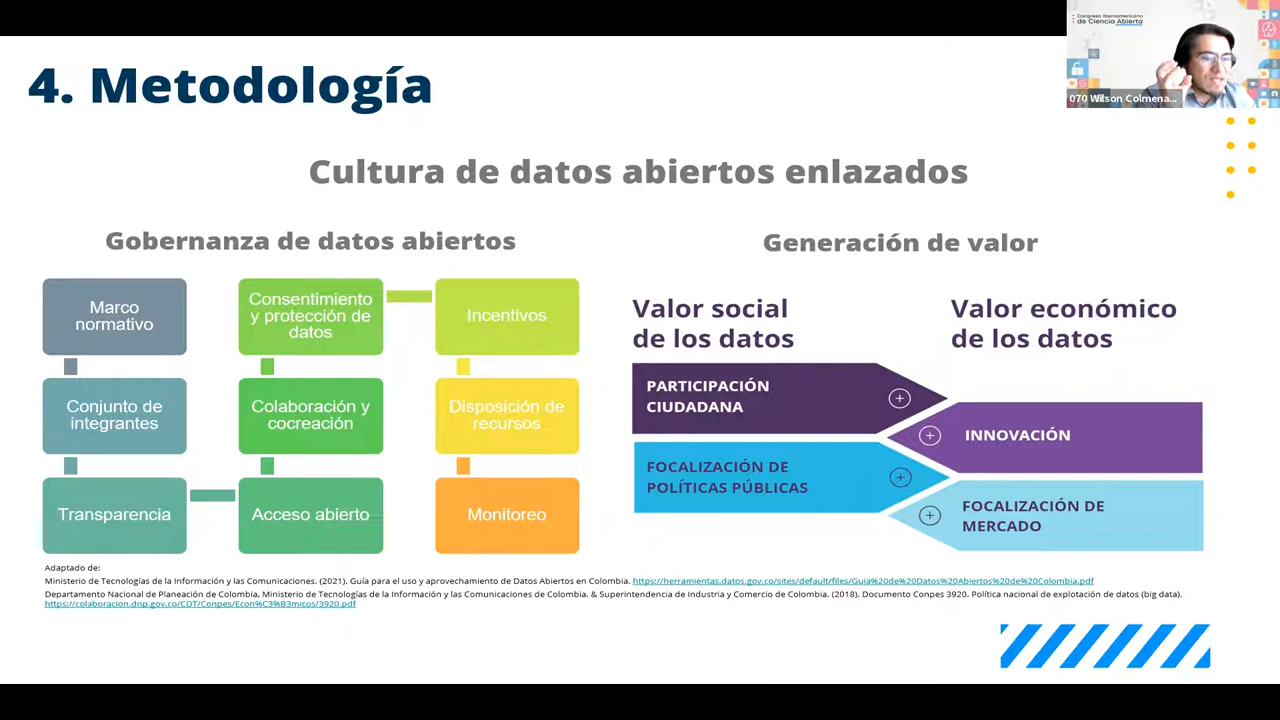 Congreso Iberoamericano
de Ciencia Abierta
070 Wilson Colmena...
4. Metodología
Cultura de datos abiertos enlazados
Gobernanza de datos abiertos
Marco
normativo
Conjunto de
integrantes
Transparencia
Consentimiento
y protección de
datos
Colaboración y
cocreación
Acceso abierto
Incentivos
Disposición de
recursos
Monitoreo
Generación de valor
Valor social
de los datos
Valor económico
de los datos
PARTICIPACIÓN
CIUDADANA
INNOVACIÓN
FOCALIZACIÓN DE
POLÍTICAS PÚBLICAS
FOCALIZACIÓN DE
MERCADO
Adaptado de:
Ministerio de Tecnologías de la Información y las Comunicaciones. (2021). Guía para el uso y aprovechamiento de Datos Abiertos en Colombia. https://herramientas.datos.gov.co/sites/default/files/Guia%20de%20Datos%20Abiertos%20de%20Colombia.pdf
Departamento Nacional de Planeación de Colombia, Ministerio de Tecnologías de la Información y las Comunicaciones de Colombia. & Superintendencia de Industria y Comercio de Colombia. (2018). Documento Conpes 3920. Política nacional de explotación de datos (big data).
https://colaboracion.dnp.gov.co/CDT/Conpes/Econ%C3%B3micos/3920.pdf